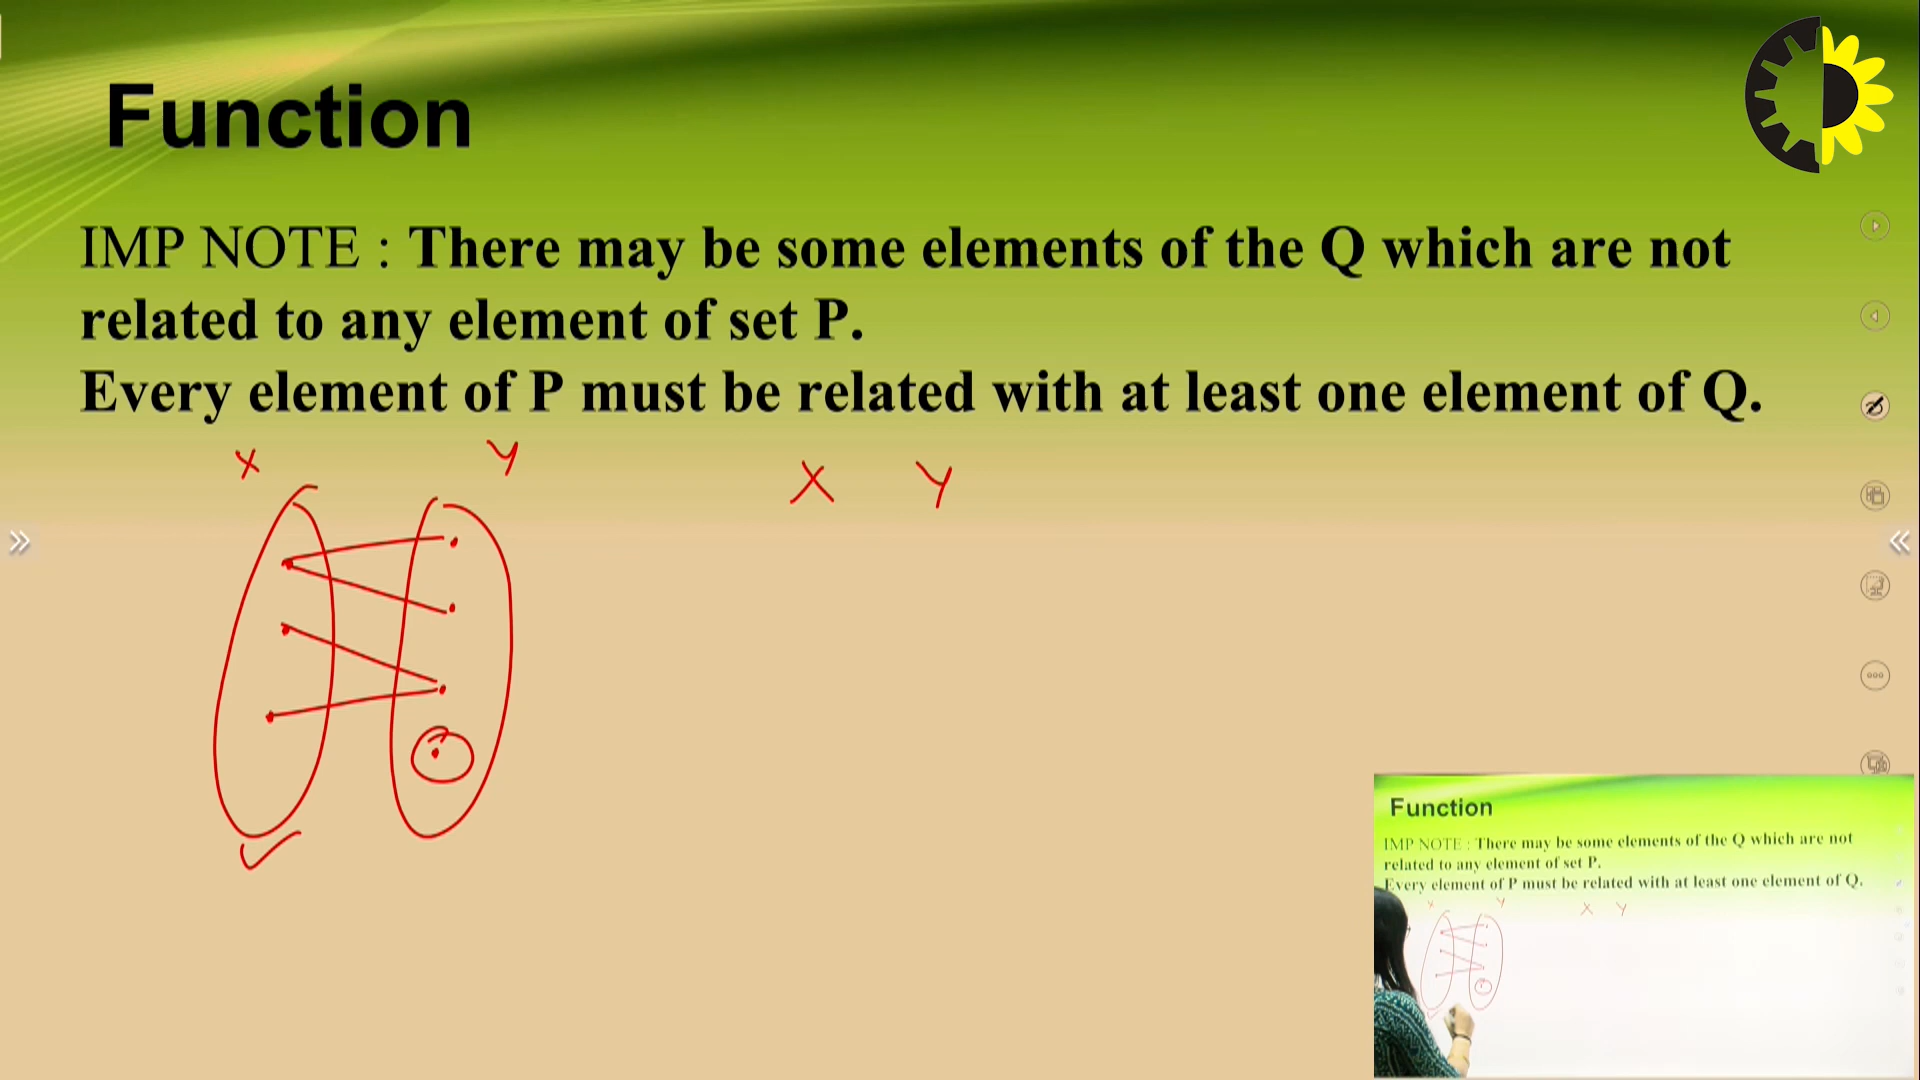 Function
IMP NOTE : There may be some elements of the Q which are not
related to any element of set P.
Every element of P must be related with at least one element of Q.
X Y
X Y
Function
IMP NOTE : There may be some elements of the Q which are not
related to any element of set P.
Every element of P must be related with at least one element of Q.
X Y
X Y